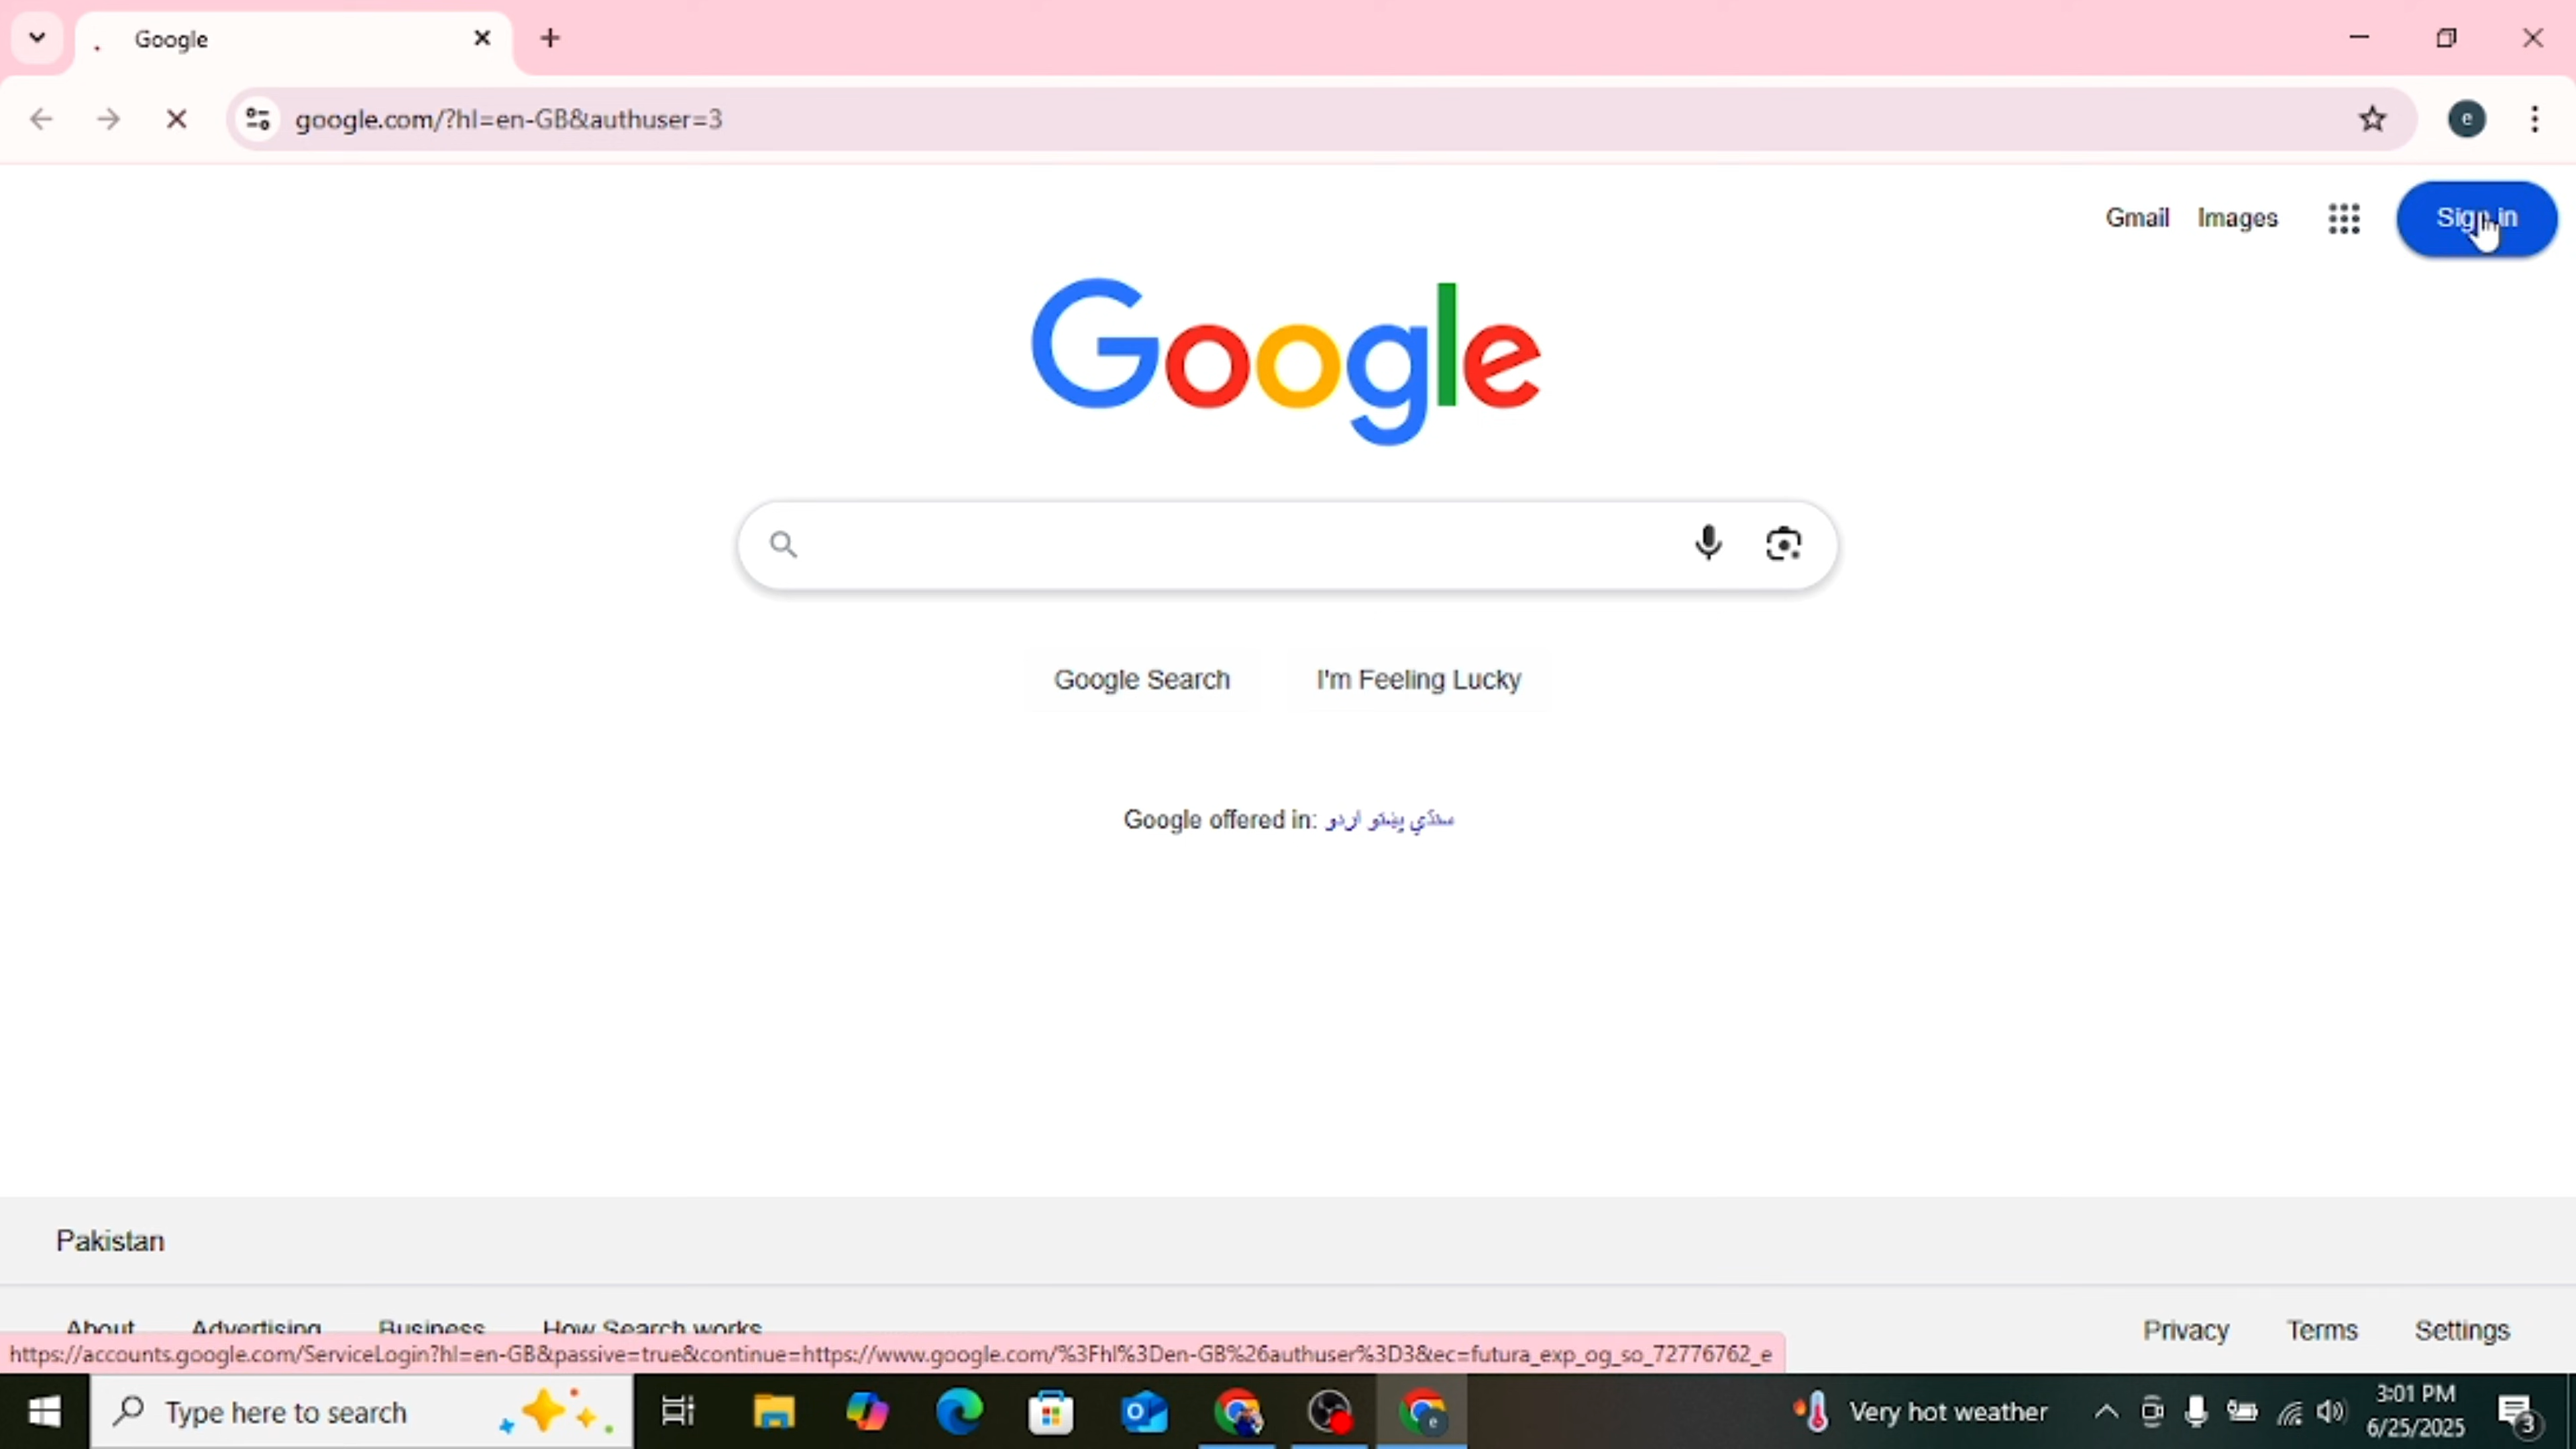 Google
google.com/?hl=en-GB&authuser=3
e
Gmail Images Sign in
Google
Google Search I'm Feeling Lucky
Google offered in: اردو پښتو سنڌي
Pakistan
About Advertising Business How Search works Privacy Terms Settings
https://accounts.google.com/ServiceLogin?hl=en-GB&passive=true&continue=https://www.google.com/%3Fhl%3Den-GB%26authuser%3D3&ec=futura_exp_og_so_72776762_e
Type here to search Very hot weather 3:01 PM
6/25/2025 3